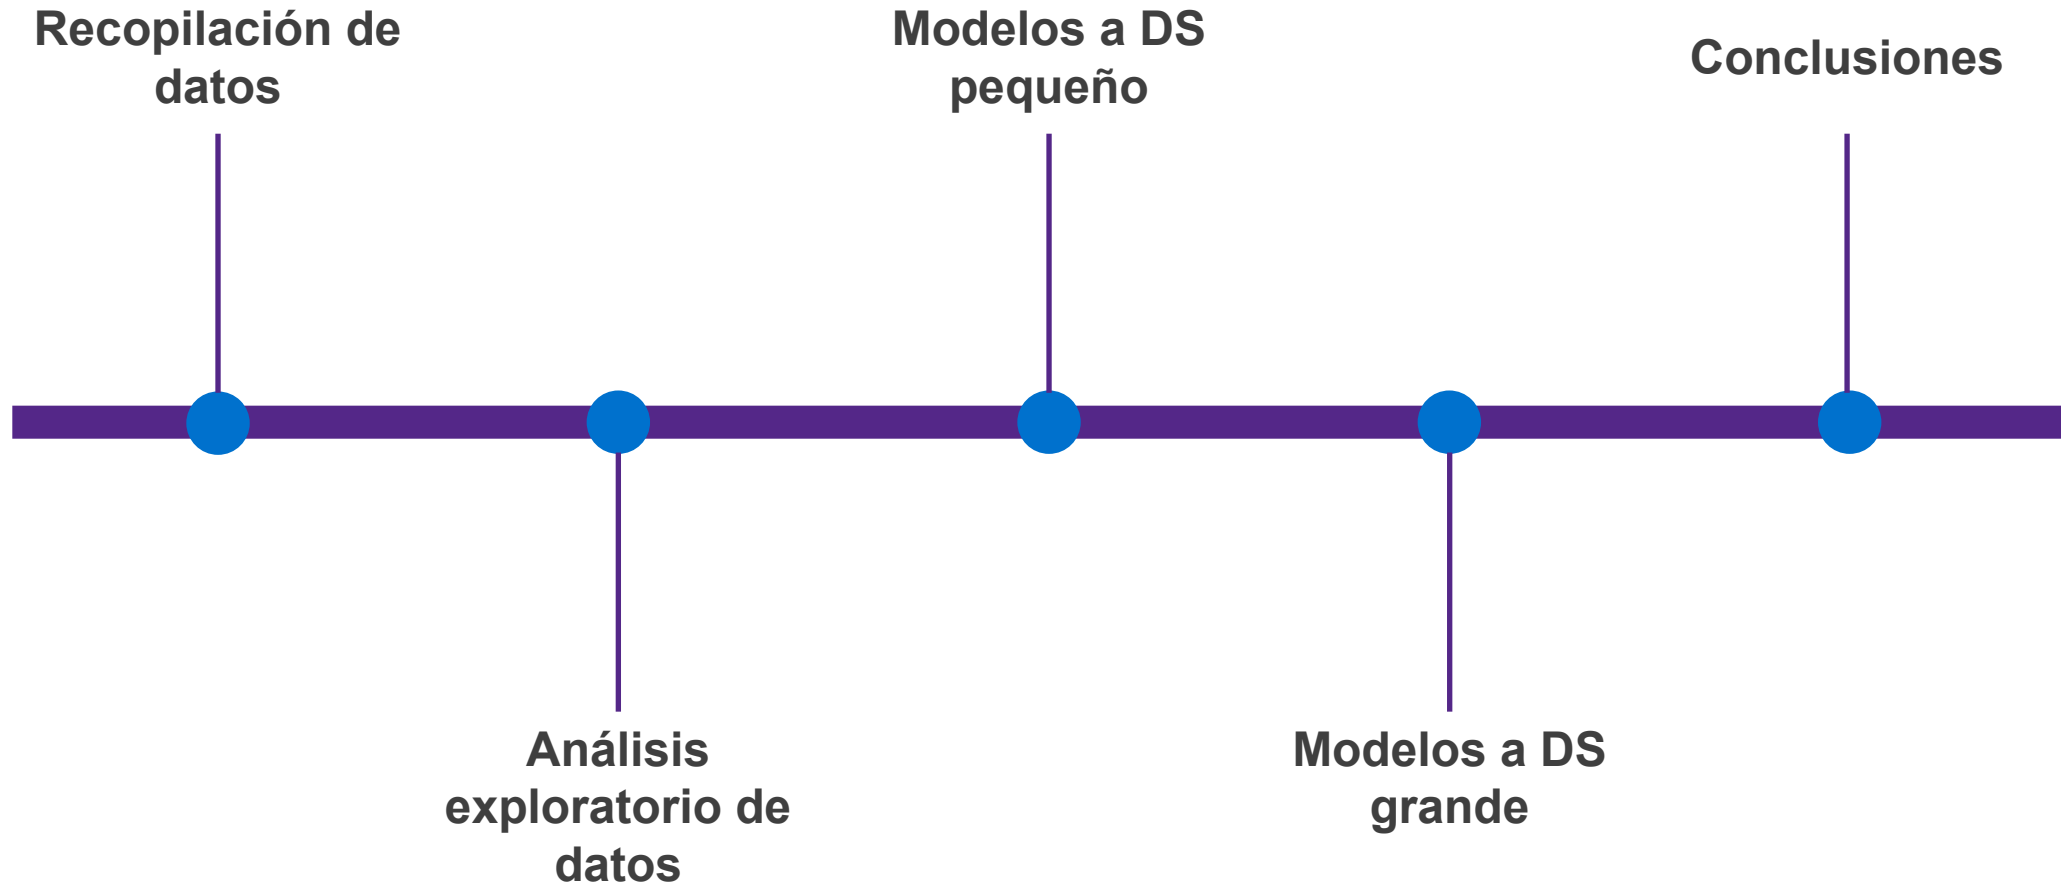 Recopilación de
datos
Análisis
exploratorio de
datos
Modelos a DS
pequeño
Modelos a DS
grande
Conclusiones